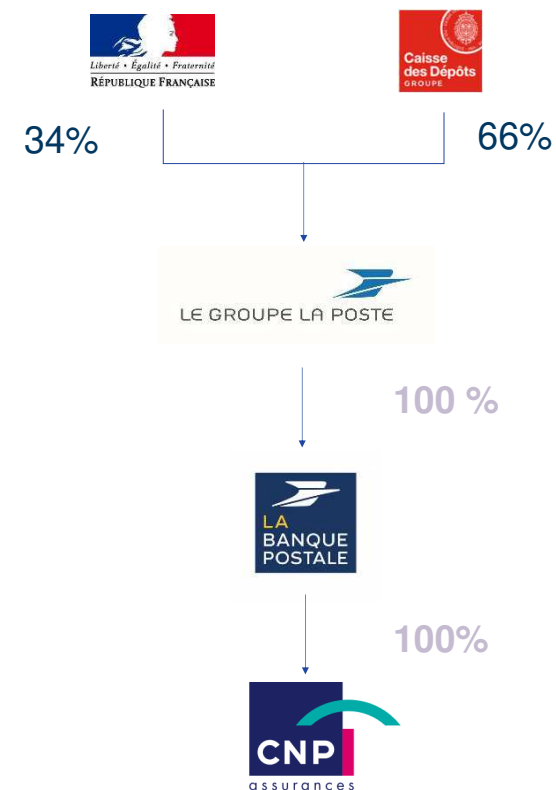 Liberté • Égalité • Fraternité
RÉPUBLIQUE FRANÇAISE
Caisse
des Dépôts
GROUPE
34%
66%
LE GROUPE LA POSTE
100 %
LA
BANQUE
POSTALE
100%
CNP
assurances